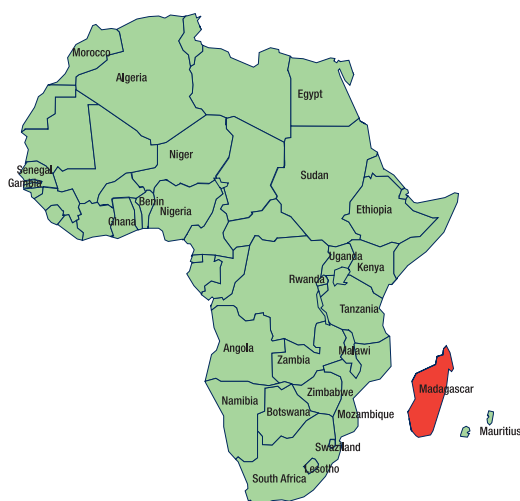 Morocco
Algeria
Egypt
Niger
Sudan
Senegal
Gambia
Benin
Nigeria
Ghana
Ethiopia
Uganda
Kenya
Rwanda
Tanzania
Angola
Malawi
Zambia
Madagascar
Zimbabwe
Namibia
Botswana
Mozambique
Mauritius
Swaziland
Lesotho
South Africa